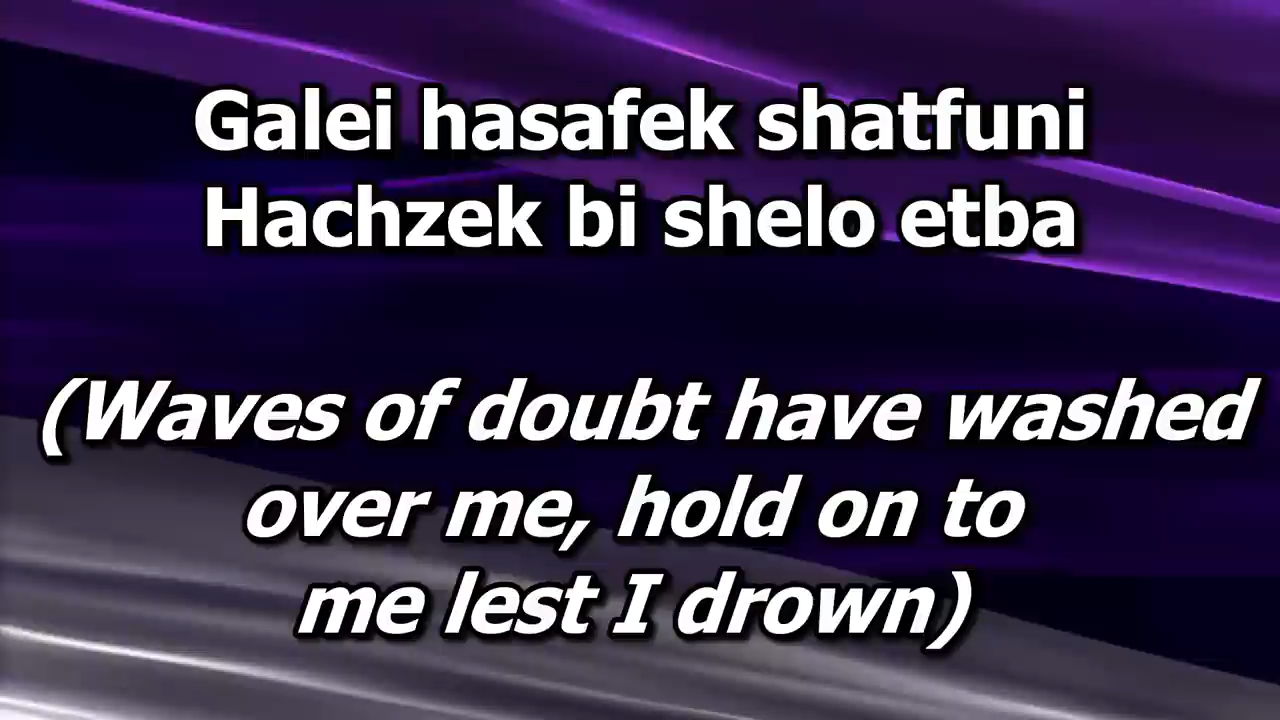 Galei hasafek shatfuni
Hachzek bi shelo etba
(Waves of doubt have washed
over me, hold on to
me lest I drown)